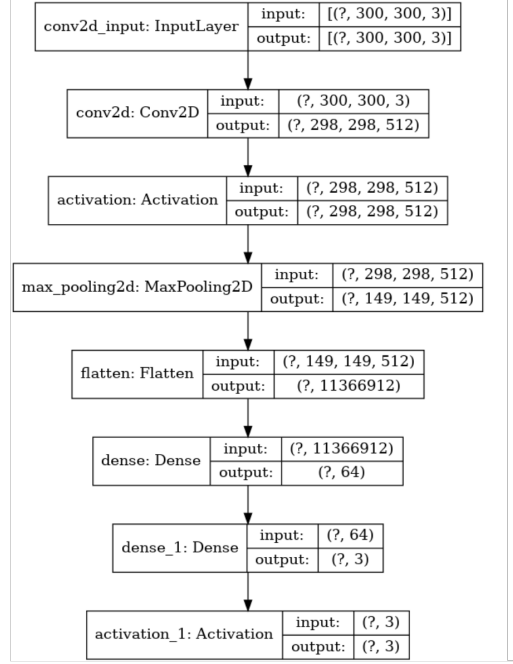 conv2d_input: InputLayer
input: [(?, 300, 300, 3)]
output: [(?, 300, 300, 3)]
conv2d: Conv2D
input: (?, 300, 300, 3)
output: (?, 298, 298, 512)
activation: Activation
input: (?, 298, 298, 512)
output: (?, 298, 298, 512)
max_pooling2d: MaxPooling2D
input: (?, 298, 298, 512)
output: (?, 149, 149, 512)
flatten: Flatten
input: (?, 149, 149, 512)
output: (?, 11366912)
dense: Dense
input: (?, 11366912)
output: (?, 64)
dense_1: Dense
input: (?, 64)
output: (?, 3)
activation_1: Activation
input: (?, 3)
output: (?, 3)